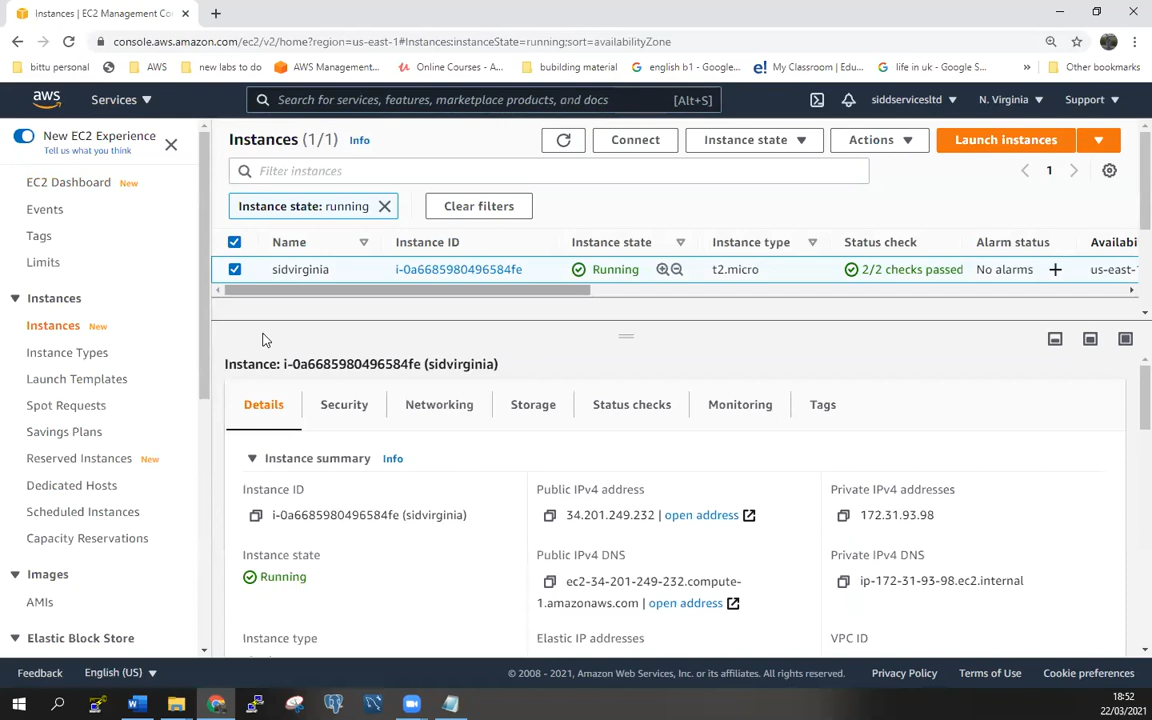 Instances | EC2 Management Co
console.aws.amazon.com/ec2/v2/home?region=us-east-1#Instances:instanceState=running;sort=availabilityZone
bittu personal AWS new labs to do AWS Management... Online Courses - A... bubuilding material english b1 - Google... My Classroom | Edu... life in uk - Google S... » Other bookmarks
aws Services Search for services, features, marketplace products, and docs [Alt+S] siddservicesltd N. Virginia Support
New EC2 Experience
Tell us what you think
EC2 Dashboard New
Events
Tags
Limits
Instances
Instances New
Instance Types
Launch Templates
Spot Requests
Savings Plans
Reserved Instances New
Dedicated Hosts
Scheduled Instances
Capacity Reservations
Images
AMIs
Elastic Block Store
Instances (1/1) Info Connect Instance state Actions Launch instances
Filter instances 1
Instance state: running Clear filters
Name Instance ID Instance state Instance type Status check Alarm status Availabi
sidvirginia i-0a6685980496584fe Running t2.micro 2/2 checks passed No alarms + us-east-
Instance: i-0a6685980496584fe (sidvirginia)
Details Security Networking Storage Status checks Monitoring Tags
Instance summary Info
Instance ID
i-0a6685980496584fe (sidvirginia)
Public IPv4 address
34.201.249.232 | open address
Private IPv4 addresses
172.31.93.98
Instance state
Running
Public IPv4 DNS
ec2-34-201-249-232.compute-
1.amazonaws.com | open address
Private IPv4 DNS
ip-172-31-93-98.ec2.internal
Instance type
Elastic IP addresses
VPC ID
Feedback English (US) © 2008 - 2021, Amazon Web Services, Inc. or its affiliates. All rights reserved. Privacy Policy Terms of Use Cookie preferences
18:52
22/03/2021